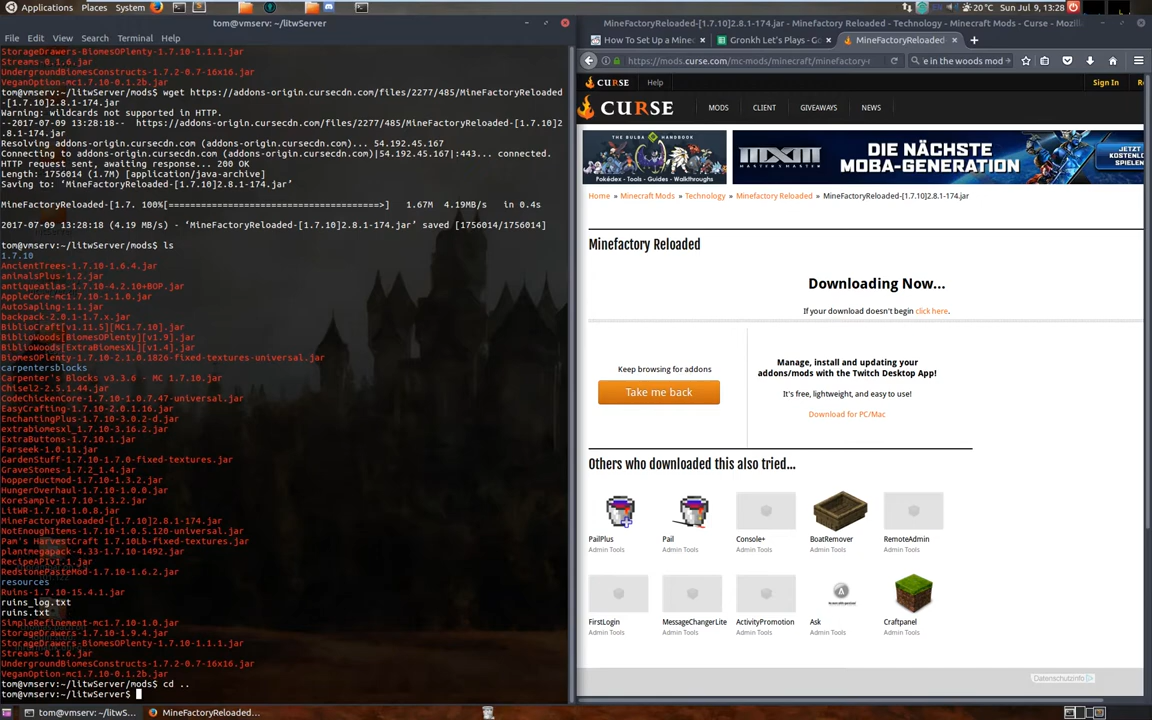 Applications Places System
20 °C Sun Jul 9, 13:28
tom@vmserv: ~/litwServer
File Edit View Search Terminal Help
StorageDrawers-BiomesOPlenty-1.7.10-1.1.1.jar
Streams-0.1.6.jar
UndergroundBiomesConstructs-1.7.2-0.7-16x16.jar
VeganOption-mc1.7.10-0.1.2b.jar
tom@vmserv:~/litwServer/mods$ wget https://addons-origin.cursecdn.com/files/2277/485/MineFactoryReloaded
-[1.7.10]2.8.1-174.jar
Warning: wildcards not supported in HTTP.
--2017-07-09 13:28:18-- https://addons-origin.cursecdn.com/files/2277/485/MineFactoryReloaded-[1.7.10]2
.8.1-174.jar
Resolving addons-origin.cursecdn.com (addons-origin.cursecdn.com)... 54.192.45.167
Connecting to addons-origin.cursecdn.com (addons-origin.cursecdn.com)|54.192.45.167|:443... connected.
HTTP request sent, awaiting response... 200 OK
Length: 1756014 (1.7M) [application/java-archive]
Saving to: ‘MineFactoryReloaded-[1.7.10]2.8.1-174.jar’
MineFactoryReloaded-[1.7. 100%[=====================================>] 1.67M 4.19MB/s in 0.4s
2017-07-09 13:28:18 (4.19 MB/s) - ‘MineFactoryReloaded-[1.7.10]2.8.1-174.jar’ saved [1756014/1756014]
tom@vmserv:~/litwServer/mods$ ls
1.7.10
AncientTrees-1.7.10-1.6.4.jar
animalsPlus-1.2.jar
antiqueatlas-1.7.10-4.2.10+BOP.jar
AppleCore-mc1.7.10-1.1.0.jar
AutoSapling-1.1.jar
backpack-2.0.1-1.7.x.jar
BiblioCraft[v1.11.5][MC1.7.10].jar
BiblioWoods[BiomesOPlenty][v1.9].jar
BiblioWoods[ExtraBiomesXL][v1.4].jar
BiomesOPlenty-1.7.10-2.1.0.1826-fixed-textures-universal.jar
carpentersblocks
Carpenter's Blocks v3.3.6 - MC 1.7.10.jar
Chisel2-2.5.1.44.jar
CodeChickenCore-1.7.10-1.0.7.47-universal.jar
EasyCrafting-1.7.10-2.0.1.16.jar
EnchantingPlus-1.7.10-3.0.2-d.jar
extrabiomesxl_1.7.10-3.16.2.jar
ExtraButtons-1.7.10.1.jar
Farseek-1.0.11.jar
GardenStuff-1.7.10-1.7.0-fixed-textures.jar
GraveStones-1.7.2_1.4.jar
hopperductmod-1.7.10-1.3.2.jar
HungerOverhaul-1.7.10-1.0.0.jar
KoreSample-1.7.10-1.3.2.jar
LitWR-1.7.10-1.0.8.jar
MineFactoryReloaded-[1.7.10]2.8.1-174.jar
NotEnoughItems-1.7.10-1.0.5.120-universal.jar
Pam's HarvestCraft 1.7.10Lb-fixed-textures.jar
plantmegapack-4.33-1.7.10-1492.jar
RecipeAPIv1.1.jar
RedstonePasteMod-1.7.10-1.6.2.jar
resources
Ruins-1.7.10-15.4.1.jar
ruins_log.txt
ruins.txt
SimpleRefinement-mc1.7.10-1.0.jar
StorageDrawers-1.7.10-1.9.4.jar
StorageDrawers-BiomesOPlenty-1.7.10-1.1.1.jar
Streams-0.1.6.jar
UndergroundBiomesConstructs-1.7.2-0.7-16x16.jar
VeganOption-mc1.7.10-0.1.2b.jar
tom@vmserv:~/litwServer/mods$ cd ..
tom@vmserv:~/litwServer$
MineFactoryReloaded-[1.7.10]2.8.1-174.jar - Minefactory Reloaded - Technology - Minecraft Mods - Curse - Mozil...
How To Set Up a Minec
Gronkh Let's Plays - Go
MineFactoryReloaded-
https://mods.curse.com/mc-mods/minecraft/minefactory-r
e in the woods mod
CURSE Help Sign In
CURSE MODS CLIENT GIVEAWAYS NEWS
THE BULBA HANDBOOK
Pokédex - Tools - Guides - Walkthroughs
MXM
DIE NÄCHSTE
MOBA-GENERATION
JETZT
KOSTENLOS
SPIELEN
Home » Minecraft Mods » Technology » Minefactory Reloaded » MineFactoryReloaded-[1.7.10]2.8.1-174.jar
Minefactory Reloaded
Downloading Now...
If your download doesn't begin click here.
Keep browsing for addons
Take me back
Manage, install and updating your
addons/mods with the Twitch Desktop App!
It's free, lightweight, and easy to use!
Download for PC/Mac
Others who downloaded this also tried...
PailPlus Pail Console+ BoatRemover RemoteAdmin
Admin Tools Admin Tools Admin Tools Admin Tools Admin Tools
FirstLogin MessageChangerLite ActivityPromotion Ask Craftpanel
Admin Tools Admin Tools Admin Tools Admin Tools Admin Tools
Datenschutzinfo
tom@vmserv: ~/litwS...
MineFactoryReloaded...